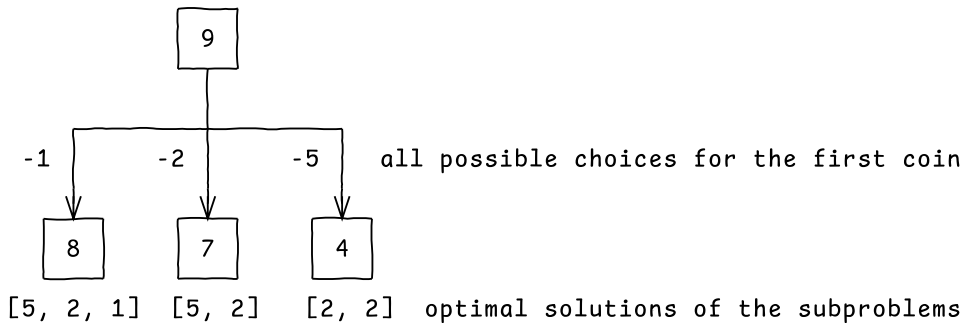 9
-1 -2 -5 all possible choices for the first coin
8 7 4
[5, 2, 1] [5, 2] [2, 2] optimal solutions of the subproblems